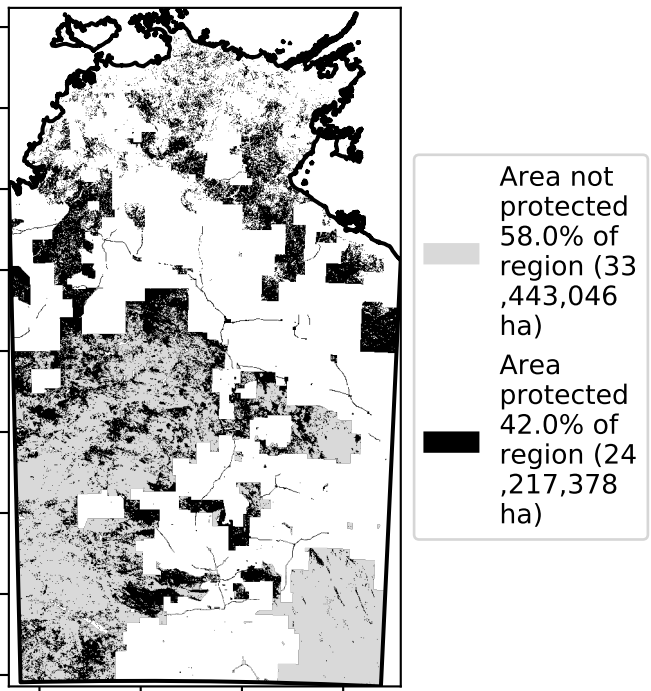 Area not
protected
58.0% of
region (33
,443,046
ha)
Area
protected
42.0% of
region (24
,217,378
ha)